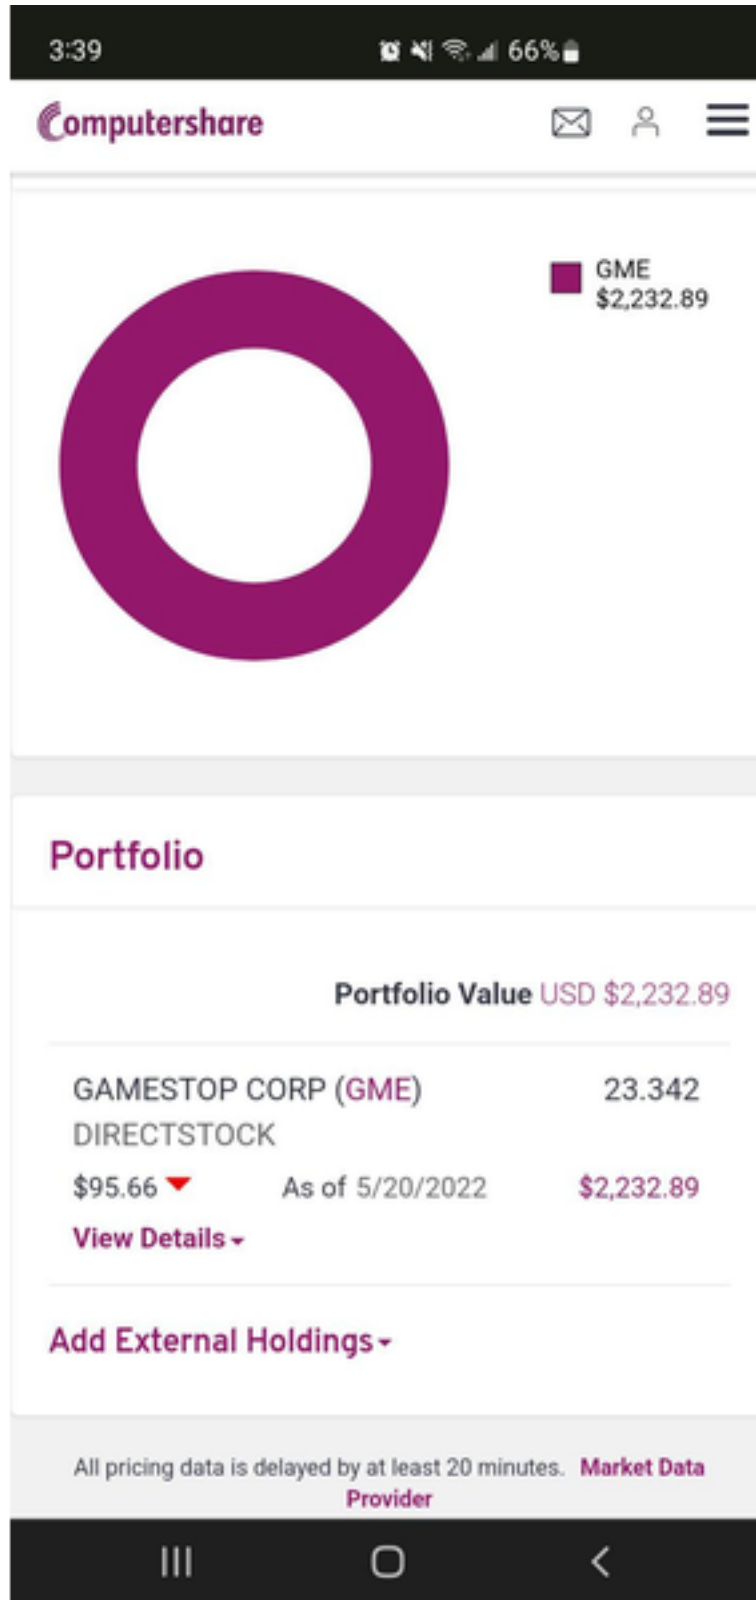 3:39 66%
Computershare
GME
$2,232.89
Portfolio
Portfolio Value USD $2,232.89
GAMESTOP CORP (GME) 23.342
DIRECTSTOCK
$95.66 As of 5/20/2022 $2,232.89
View Details
Add External Holdings
All pricing data is delayed by at least 20 minutes. Market Data
Provider